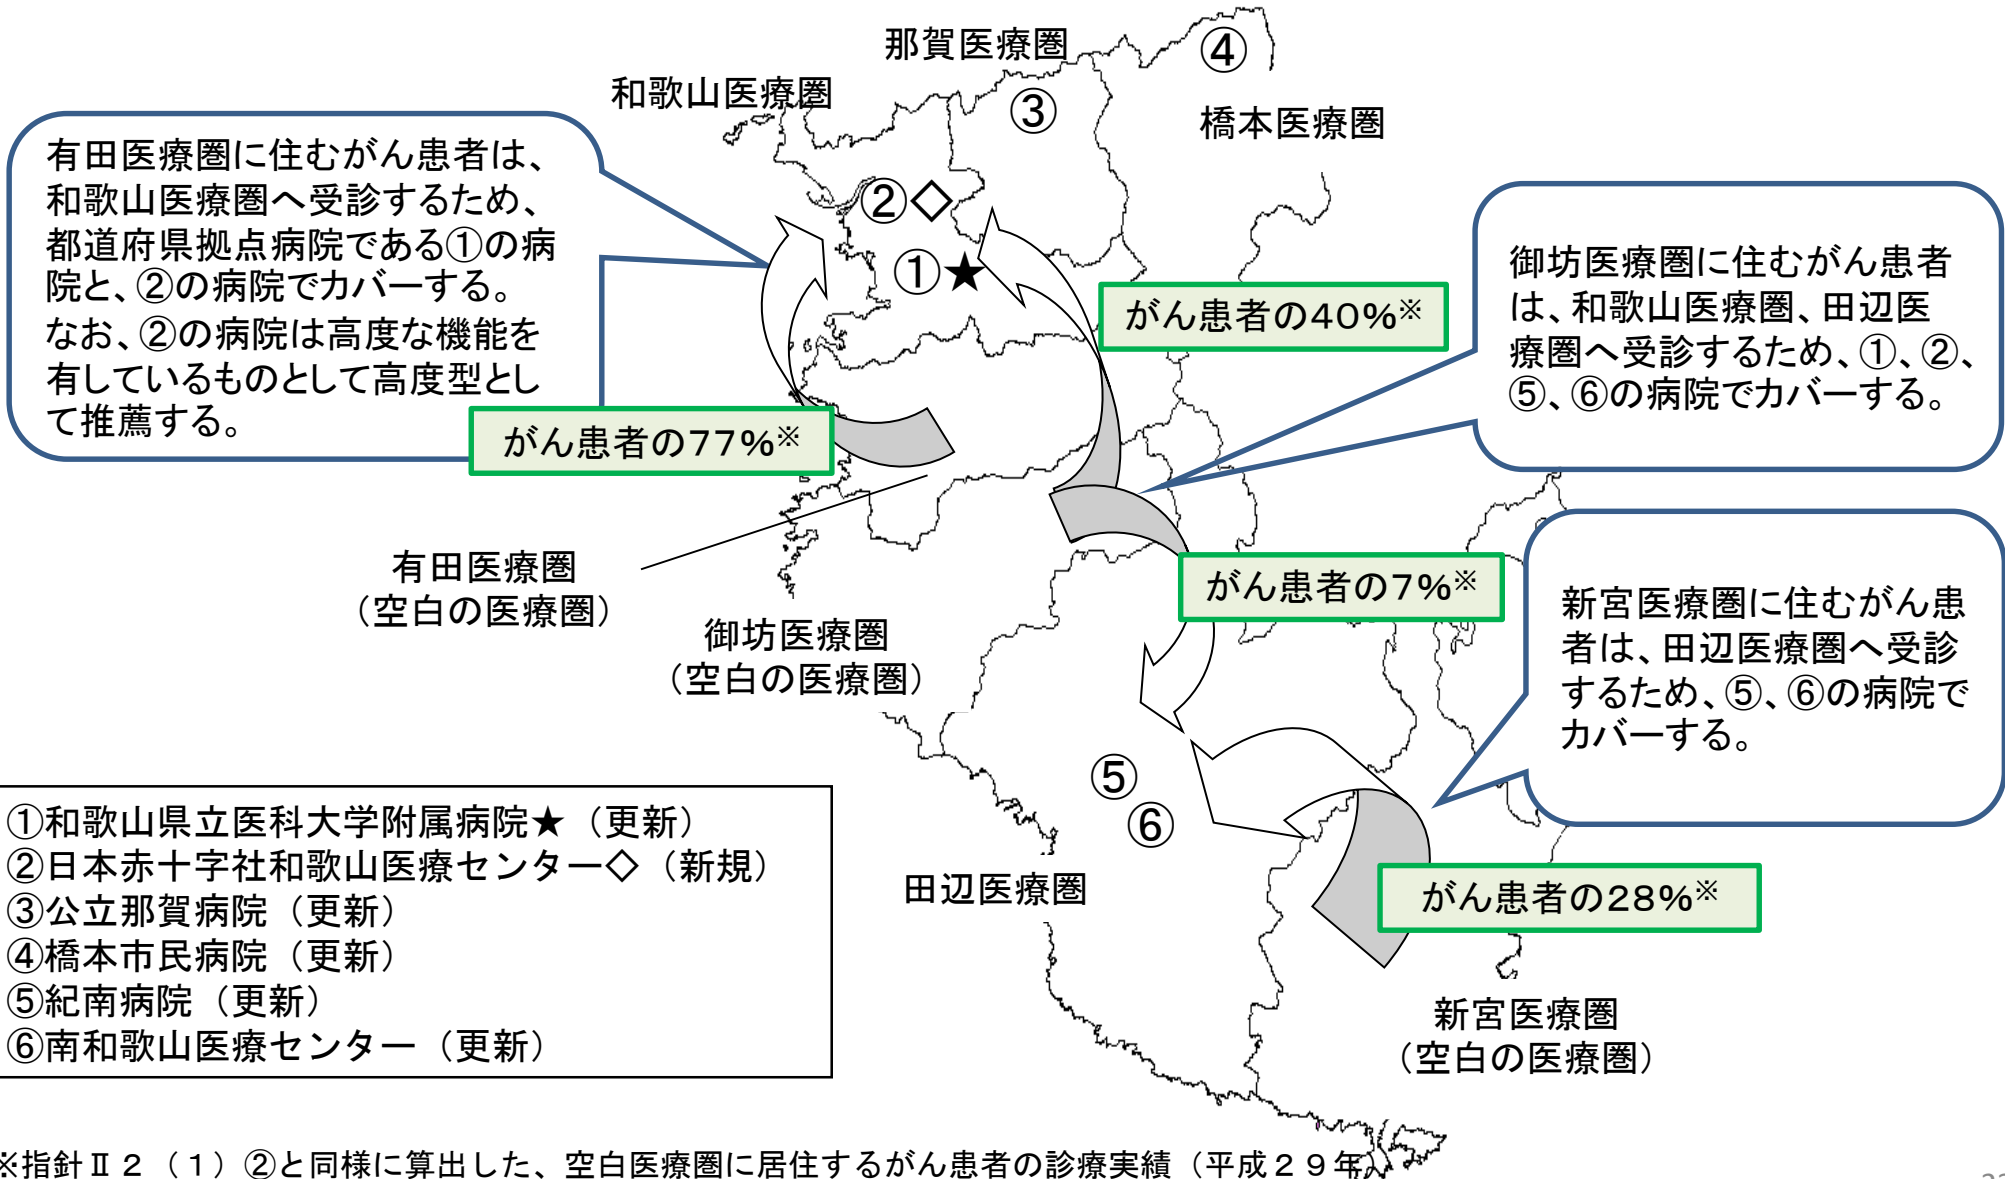 那賀医療圏
④
和歌山医療圏
③
橋本医療圏
有田医療圏に住むがん患者は、
和歌山医療圏へ受診するため、
都道府県拠点病院である①の病
院と、②の病院でカバーする。
なお、②の病院は高度な機能を
有しているものとして高度型とし
て推薦する。
②◇
①★
がん患者の40%※
御坊医療圏に住むがん患者
は、和歌山医療圏、田辺医
療圏へ受診するため、①、②、
⑤、⑥の病院でカバーする。
がん患者の77%※
有田医療圏
（空白の医療圏）
がん患者の7%※
御坊医療圏
（空白の医療圏）
新宮医療圏に住むがん患
者は、田辺医療圏へ受診
するため、⑤、⑥の病院で
カバーする。
⑤
⑥
田辺医療圏
がん患者の28%※
新宮医療圏
（空白の医療圏）
①和歌山県立医科大学附属病院★（更新）
②日本赤十字社和歌山医療センター◇（新規）
③公立那賀病院（更新）
④橋本市民病院（更新）
⑤紀南病院（更新）
⑥南和歌山医療センター（更新）
※指針Ⅱ２（１）②と同様に算出した、空白医療圏に居住するがん患者の診療実績（平成２９年）